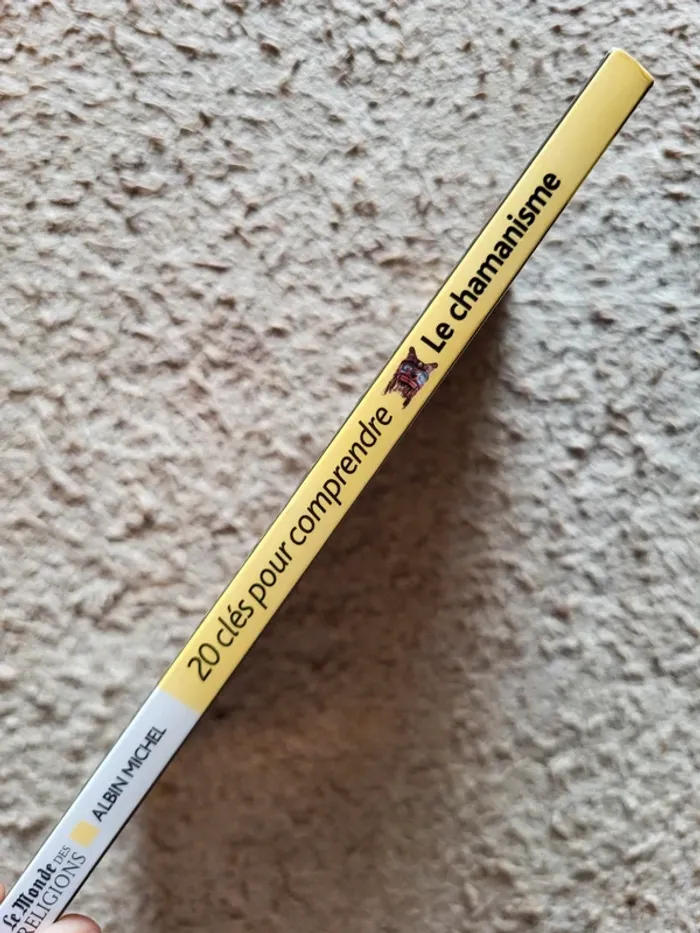 Le Monde DES
RELIGIONS
ALBIN MICHEL
20 clés pour comprendre
Le chamanisme